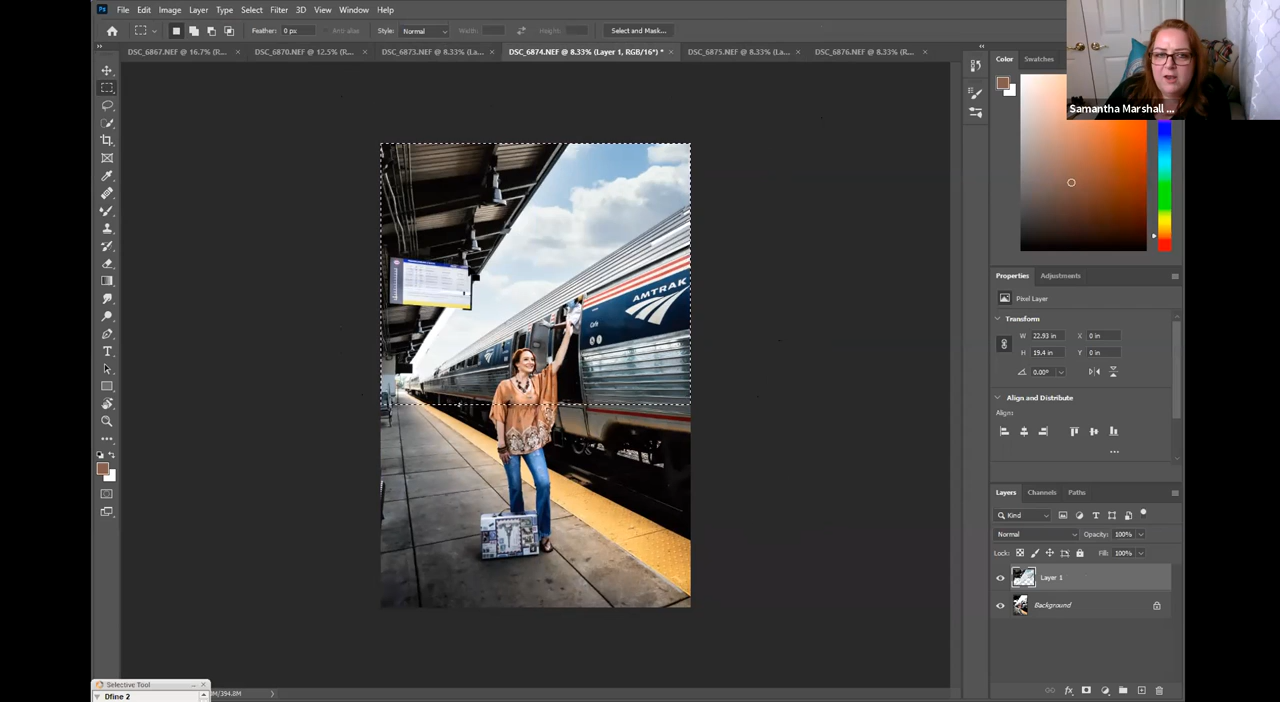 Ps File Edit Image Layer Type Select Filter 3D View Window Help
Feather: 0 px Anti-alias Style: Normal Width: Height: Select and Mask...
DSC_6867.NEF @ 16.7% (R... × DSC_6870.NEF @ 12.5% (R... × DSC_6873.NEF @ 8.33% (La... × DSC_6874.NEF @ 8.33% (Layer 1, RGB/16*) * × DSC_6875.NEF @ 8.33% (La... × DSC_6876.NEF @ 8.33% (R... ×
Color Swatches
Samantha Marshall ...
AMTRAK
Café
Properties Adjustments
Pixel Layer
Transform
W 22.93 in X 0 in
H 19.4 in Y 0 in
0.00°
Align and Distribute
Align:
...
Layers Channels Paths
Kind
Normal Opacity: 100%
Lock: Fill: 100%
Layer 1
Background
Selective Tool
Dfine 2
M/394.8M
fx